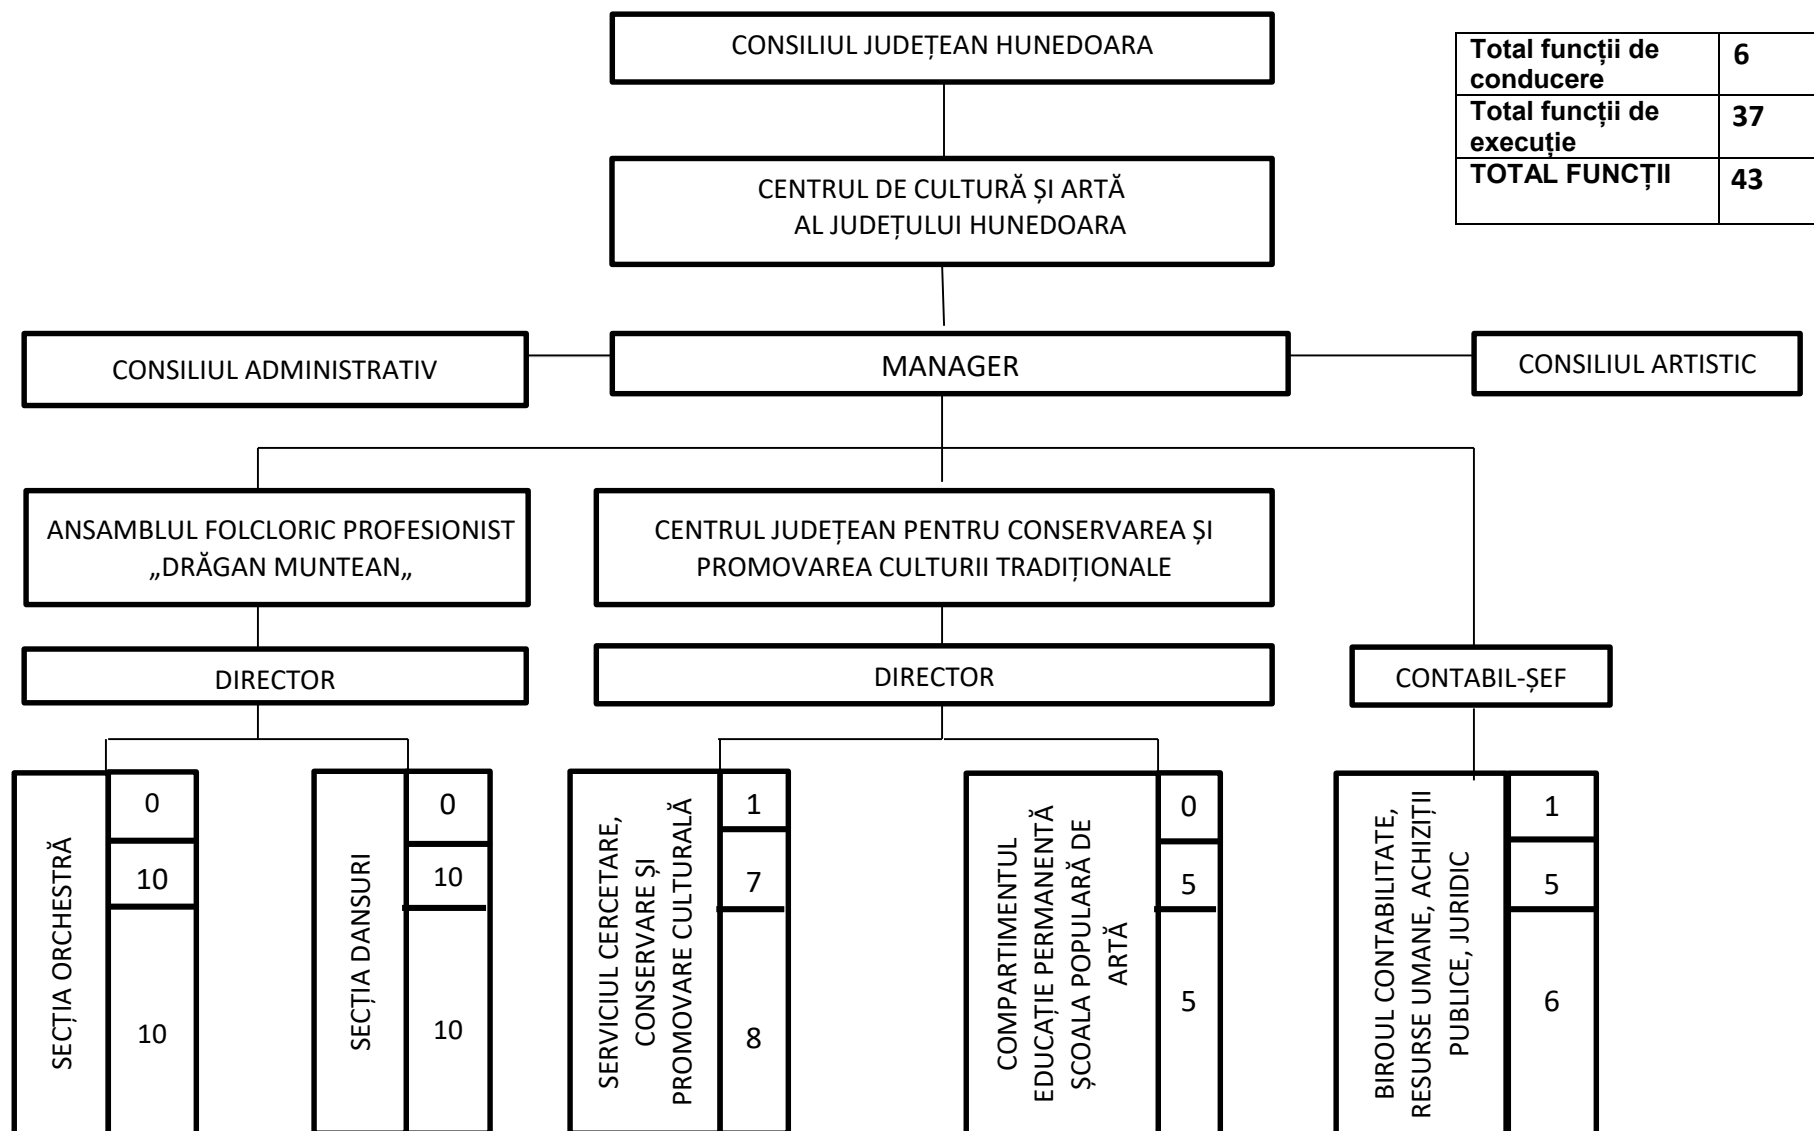 CONSILIUL JUDEȚEAN HUNEDOARA
Total funcții de
conducere
6
Total funcții de
execuție
37
TOTAL FUNCȚII
43
CENTRUL DE CULTURĂ ȘI ARTĂ
AL JUDEȚULUI HUNEDOARA
CONSILIUL ADMINISTRATIV
MANAGER
CONSILIUL ARTISTIC
ANSAMBLUL FOLCLORIC PROFESIONIST
„DRĂGAN MUNTEAN„
CENTRUL JUDEȚEAN PENTRU CONSERVAREA ȘI
PROMOVAREA CULTURII TRADIȚIONALE
DIRECTOR
DIRECTOR
CONTABIL-ȘEF
SECȚIA ORCHESTRĂ
0
10
10
SECȚIA DANSURI
0
10
10
SERVICIUL CERCETARE,
CONSERVARE ȘI
PROMOVARE CULTURALĂ
1
7
8
COMPARTIMENTUL
EDUCAȚIE PERMANENTĂ
ȘCOALA POPULARĂ DE
ARTĂ
0
5
5
BIROUL CONTABILITATE,
RESURSE UMANE, ACHIZIȚII
PUBLICE, JURIDIC
1
5
6